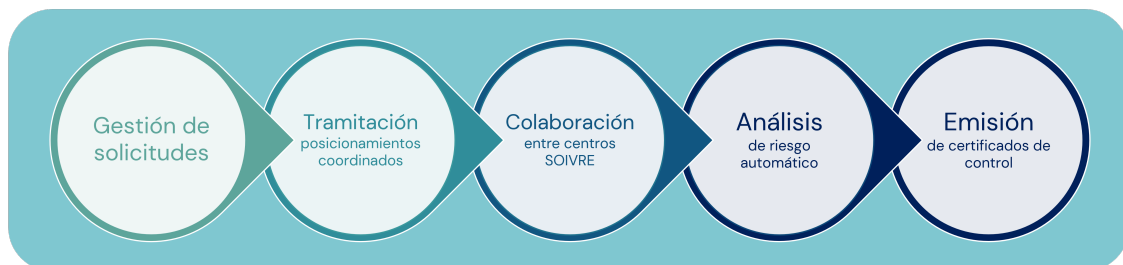 Gestión de
solicitudes
Tramitación
posicionamientos
coordinados
Colaboración
entre centros
SOIVRE
Análisis
de riesgo
automático
Emisión
de certificados de
control